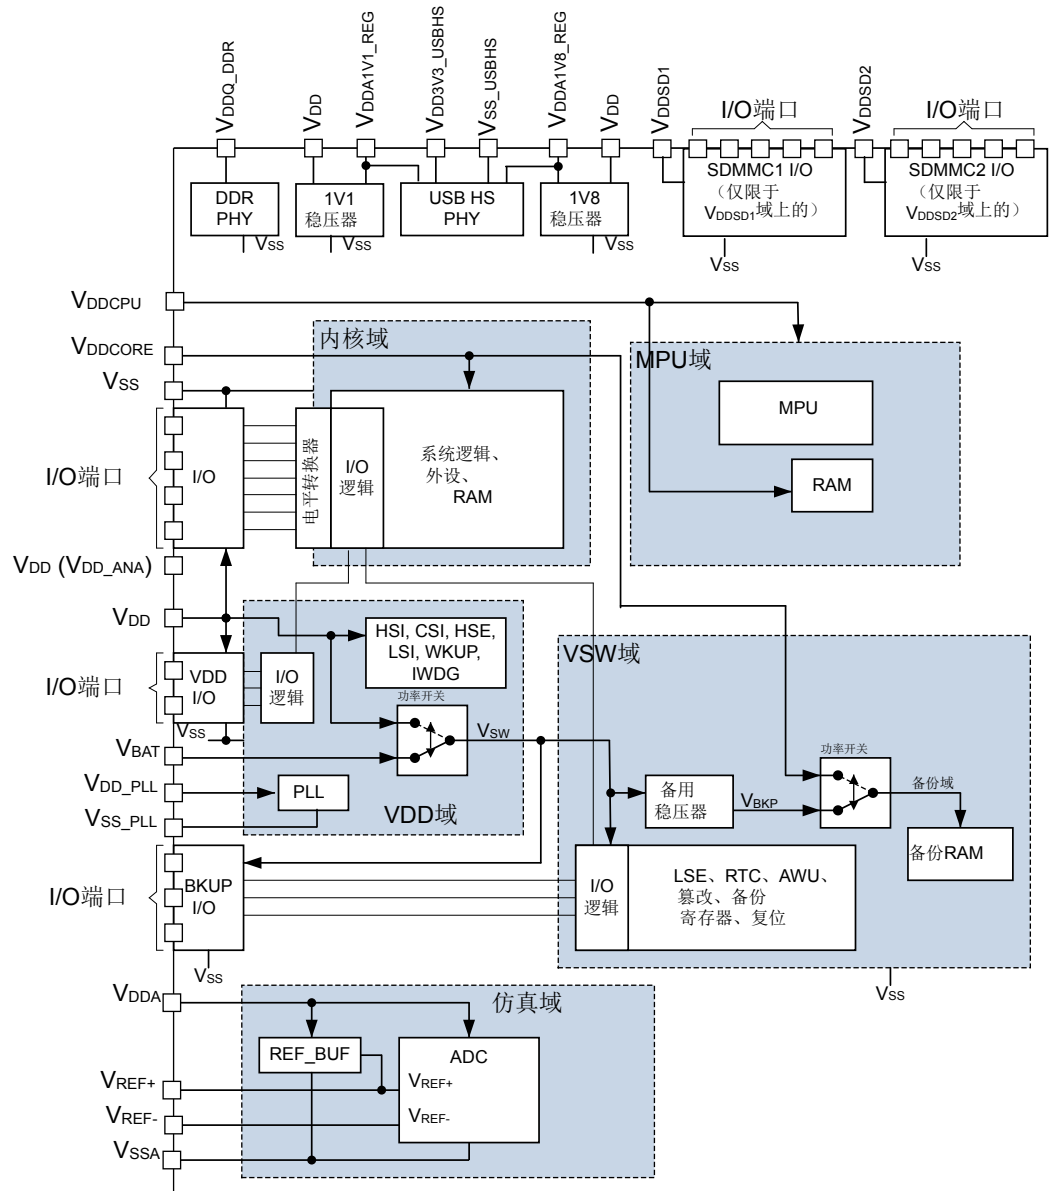 VDDQ_DDR
VDD
VDDA1V1_REG
VDD3V3_USBHS
VSS_USBHS
VDDA1V8_REG
VDD
VDDSD1
I/O端口
VDDSD2
I/O端口
DDR
PHY
VSS
1V1
稳压器
VSS
USB HS
PHY
1V8
稳压器
VSS
SDMMC1 I/O
(仅限于
VDDSD1域上的)
VSS
SDMMC2 I/O
(仅限于
VDDSD2域上的)
VSS
VDDCPU
VDDCORE
VSS
内核域
MPU域
MPU
RAM
I/O端口
I/O
电平转换器
I/O
逻辑
系统逻辑、
外设、
RAM
VDD (VDD_ANA)
VDD
I/O端口
VDD
I/O
I/O
逻辑
HSI, CSI, HSE,
LSI, WKUP,
IWDG
功率开关
VSS
VBAT
VSW
VDD_PLL
PLL
VSS_PLL
VDD域
VSW域
功率开关
备用
稳压器
VBKP
备份域
备份RAM
I/O端口
BKUP
I/O
VSS
I/O
逻辑
LSE、RTC、AWU、
篡改、备份
寄存器、复位
VSS
VDDA
仿真域
REF_BUF
ADC
VREF+
VREF+
VREF-
VREF-
VSSA